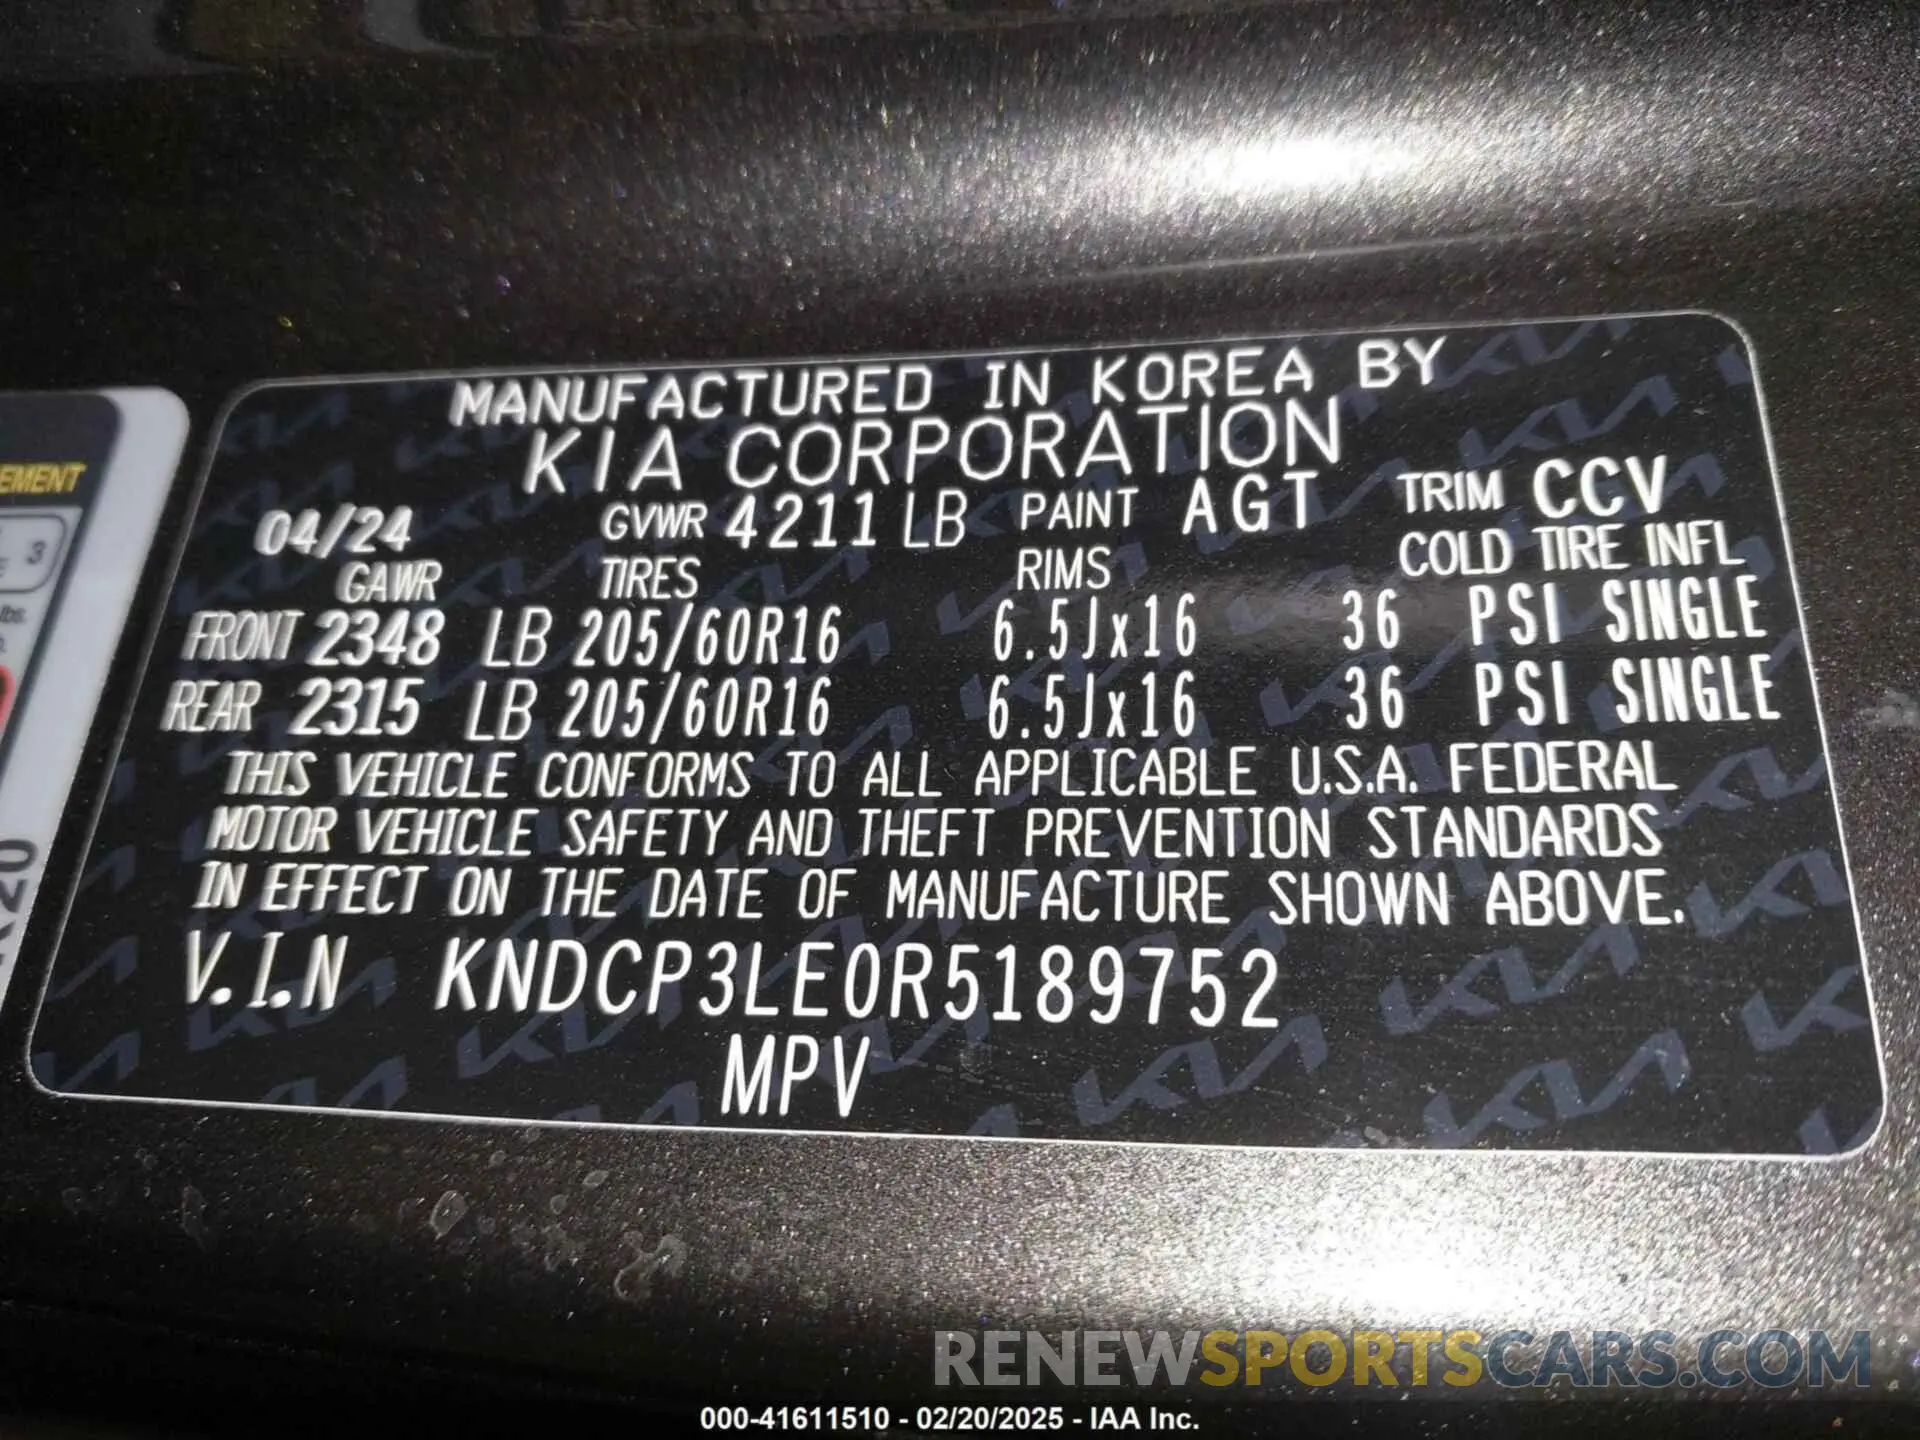 MANUFACTURED IN KOREA BY
KIA CORPORATION
04/24 GVWR 4211 LB PAINT AGT TRIM CCV
GAWR TIRES RIMS COLD TIRE INFL
FRONT 2348 LB 205/60R16 6.5Jx16 36 PSI SINGLE
REAR 2315 LB 205/60R16 6.5Jx16 36 PSI SINGLE
THIS VEHICLE CONFORMS TO ALL APPLICABLE U.S.A. FEDERAL
MOTOR VEHICLE SAFETY AND THEFT PREVENTION STANDARDS
IN EFFECT ON THE DATE OF MANUFACTURE SHOWN ABOVE.
V.I.N KNDCP3LE0R5189752
MPV
3
lbs.
RENEWSPORTSCARS.COM
000-41611510 - 02/20/2025 - IAA Inc.